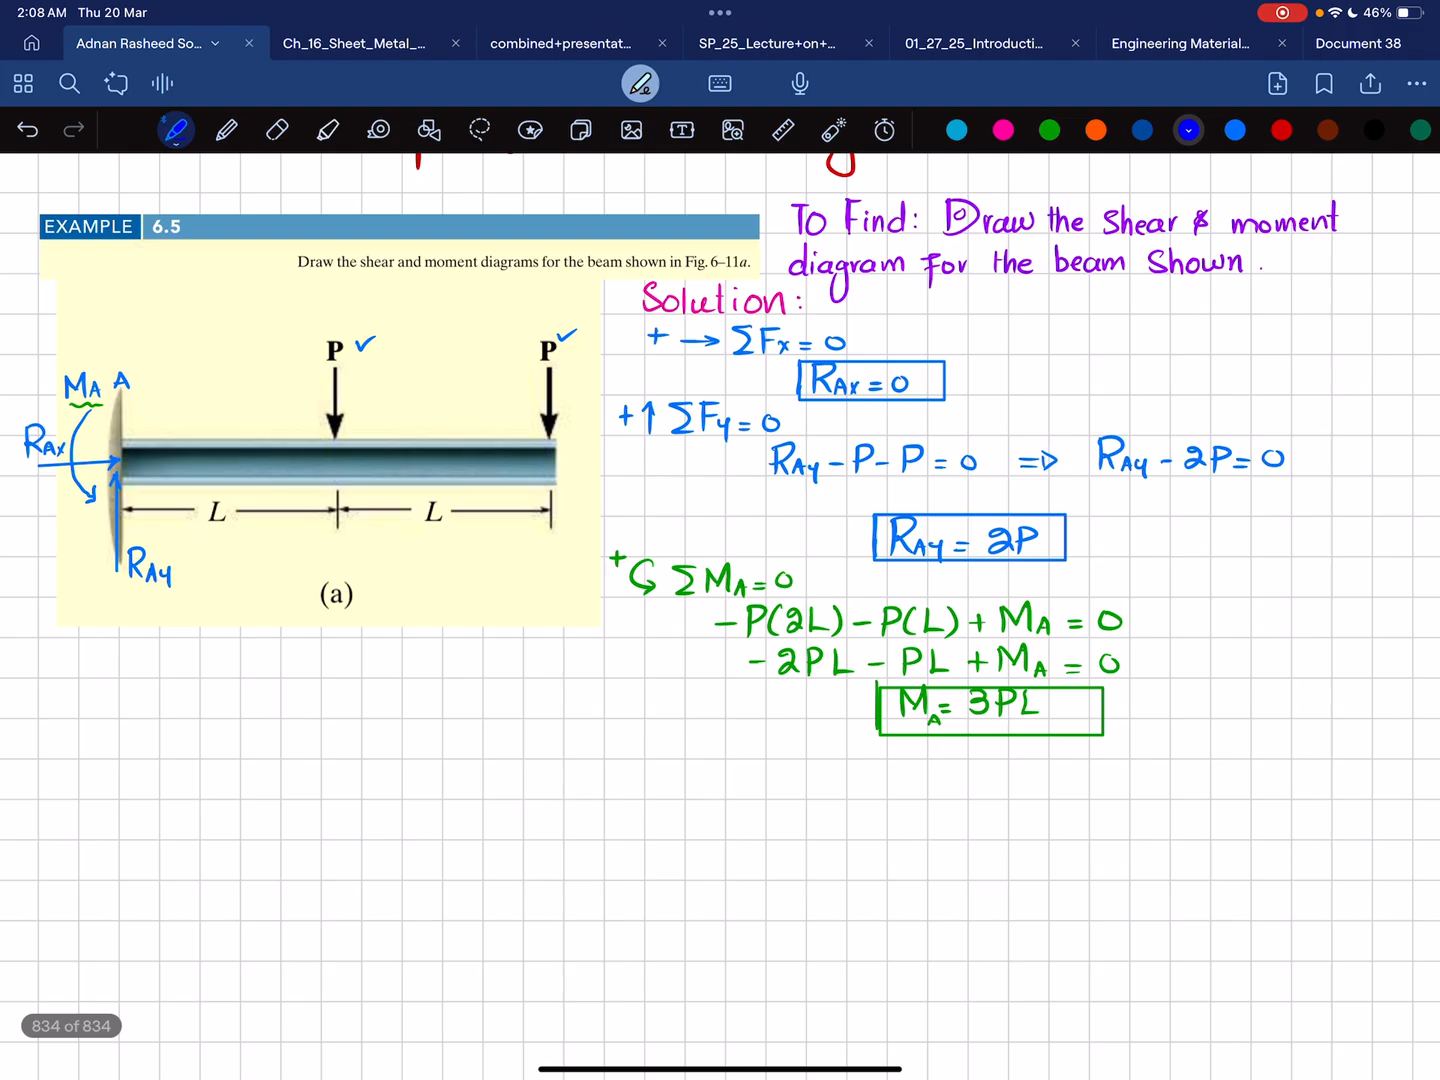 2:08 AM Thu 20 Mar
46%
Adnan Rasheed So...
Ch_16_Sheet_Metal_...
combined+presentat...
SP_25_Lecture+on+...
01_27_25_Introducti...
Engineering Material...
Document 38
EXAMPLE 6.5
Draw the shear and moment diagrams for the beam shown in Fig. 6–11a.
To Find: Draw the shear & moment
diagram for the beam shown.
Solution:
+ → ΣFx = 0
RAx = 0
+↑ ΣFy = 0
RAy - P - P = 0 => RAy - 2P = 0
RAy = 2P
+ ΣMA = 0
-P(2L) - P(L) + MA = 0
-2PL - PL + MA = 0
MA = 3PL
P ✓ P ✓
MA A
RAx
L L
RAy
(a)
834 of 834